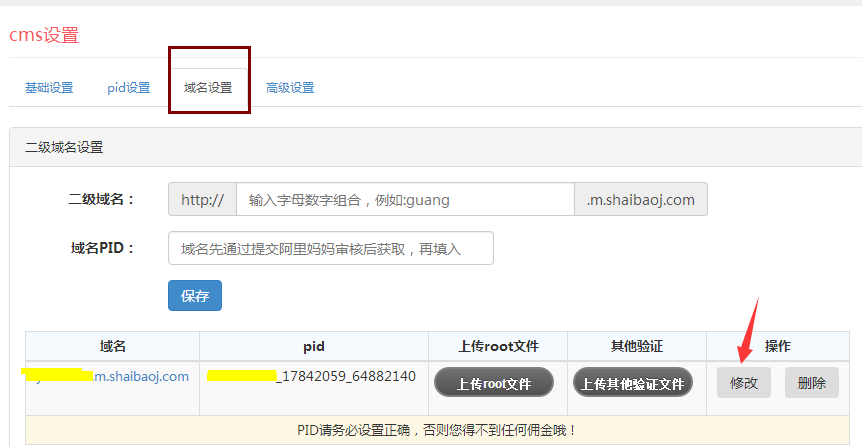 cms设置
基础设置 pid设置 域名设置 高级设置
二级域名设置
二级域名： http:// 输入字母数字组合，例如:guang .m.shaibaoj.com
域名PID： 域名先通过提交阿里妈妈审核后获取，再填入
保存
域名 pid 上传root文件 其他验证 操作
.m.shaibaoj.com _17842059_64882140 上传root文件 上传其他验证文件 修改 删除
PID请务必设置正确，否则您得不到任何佣金哦！